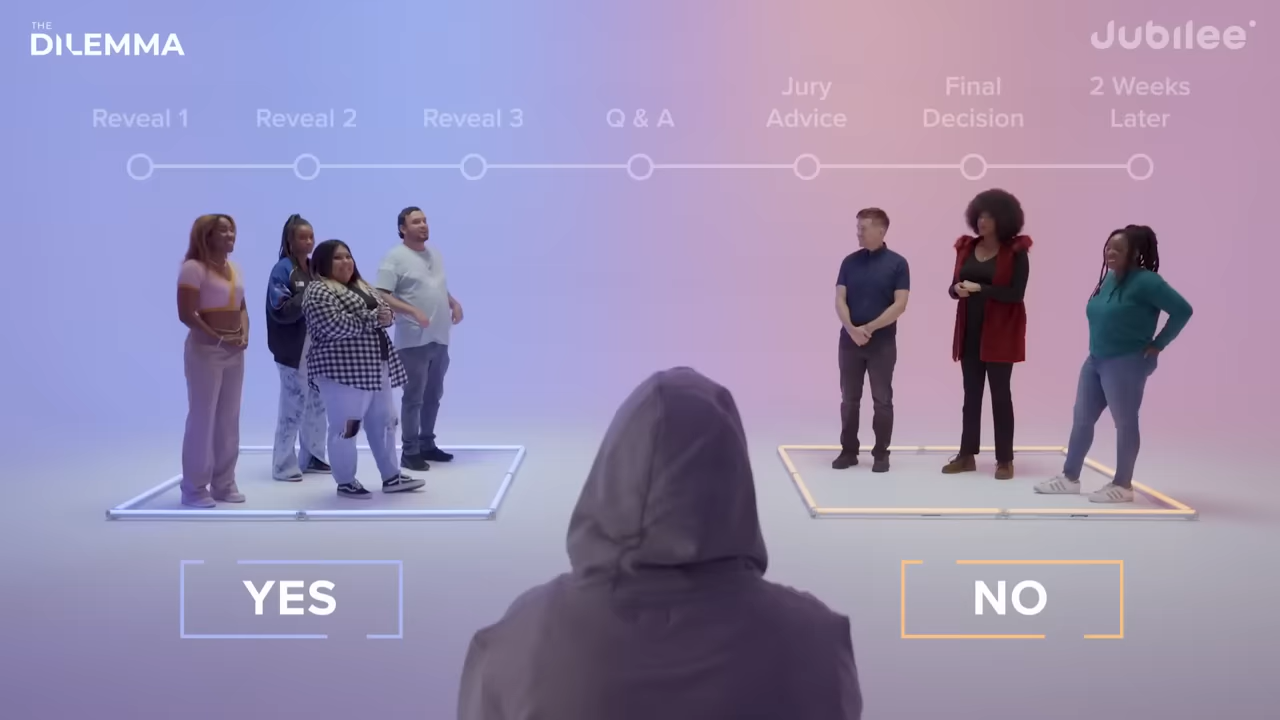 THE
DILEMMA
Jubilee
Reveal 1
Reveal 2
Reveal 3
Q & A
Jury
Advice
Final
Decision
2 Weeks
Later
YES
NO